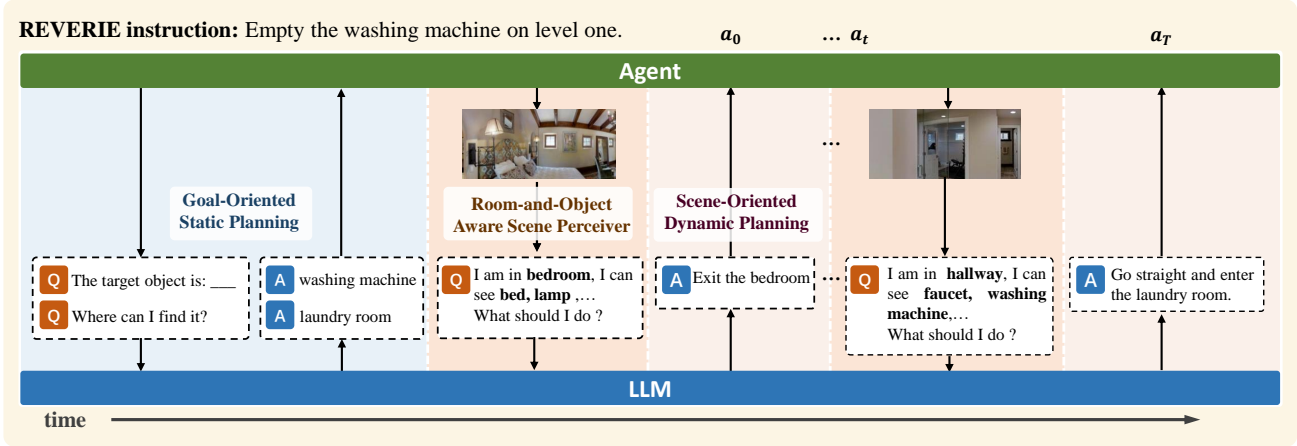 REVERIE instruction: Empty the washing machine on level one.
a₀ ... aₜ a_T
Agent
...
Goal-Oriented
Static Planning
Room-and-Object
Aware Scene Perceiver
Scene-Oriented
Dynamic Planning
Q The target object is: ___
Q Where can I find it?
A washing machine
A laundry room
Q I am in bedroom, I can
see bed, lamp ,...
What should I do ?
A Exit the bedroom
...
Q I am in hallway, I can
see faucet, washing
machine,...
What should I do ?
A Go straight and enter
the laundry room.
LLM
time